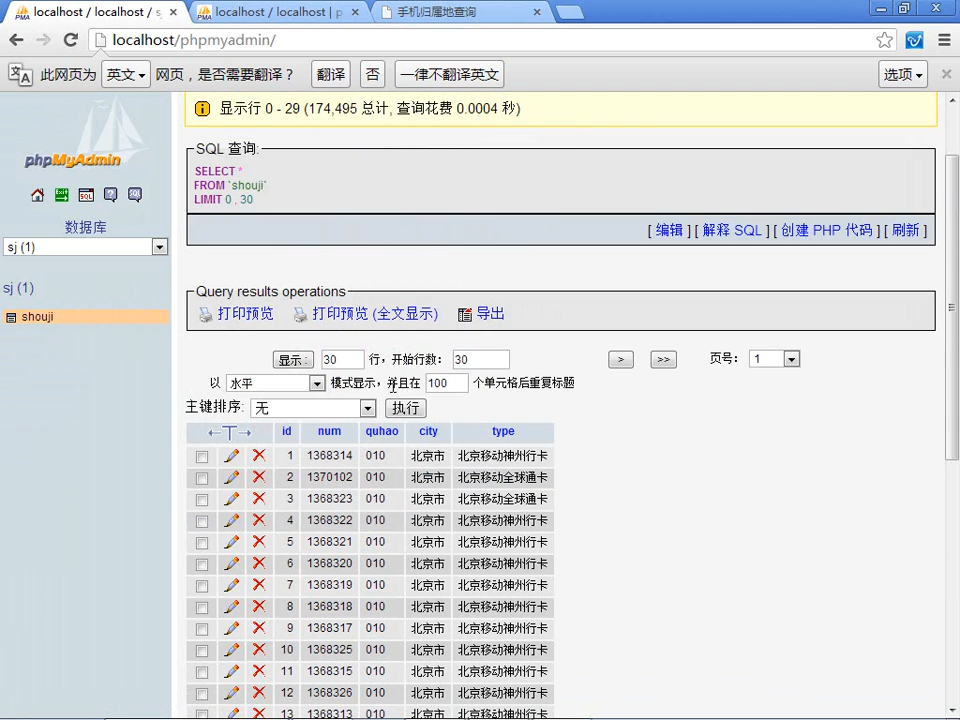 localhost / localhost / s
localhost / localhost | p
手机归属地查询
localhost/phpmyadmin/
此网页为 英文 网页，是否需要翻译？ 翻译 否 一律不翻译英文 选项
phpMyAdmin
数据库
sj (1)
sj (1)
shouji
显示行 0 - 29 (174,495 总计, 查询花费 0.0004 秒)
SQL 查询:
SELECT *
FROM `shouji`
LIMIT 0 , 30
[ 编辑 ] [ 解释 SQL ] [ 创建 PHP 代码 ] [ 刷新 ]
Query results operations
打印预览 打印预览 (全文显示) 导出
显示 : 30 行，开始行数： 30 > >> 页号： 1
以 水平 模式显示，并且在 100 个单元格后重复标题
主键排序: 无 执行
←T→ id num quhao city type
1 1368314 010 北京市 北京移动神州行卡
2 1370102 010 北京市 北京移动全球通卡
3 1368323 010 北京市 北京移动全球通卡
4 1368322 010 北京市 北京移动神州行卡
5 1368321 010 北京市 北京移动神州行卡
6 1368320 010 北京市 北京移动神州行卡
7 1368319 010 北京市 北京移动神州行卡
8 1368318 010 北京市 北京移动神州行卡
9 1368317 010 北京市 北京移动神州行卡
10 1368325 010 北京市 北京移动神州行卡
11 1368315 010 北京市 北京移动神州行卡
12 1368326 010 北京市 北京移动神州行卡
13 1368313 010 北京市 北京移动神州行卡